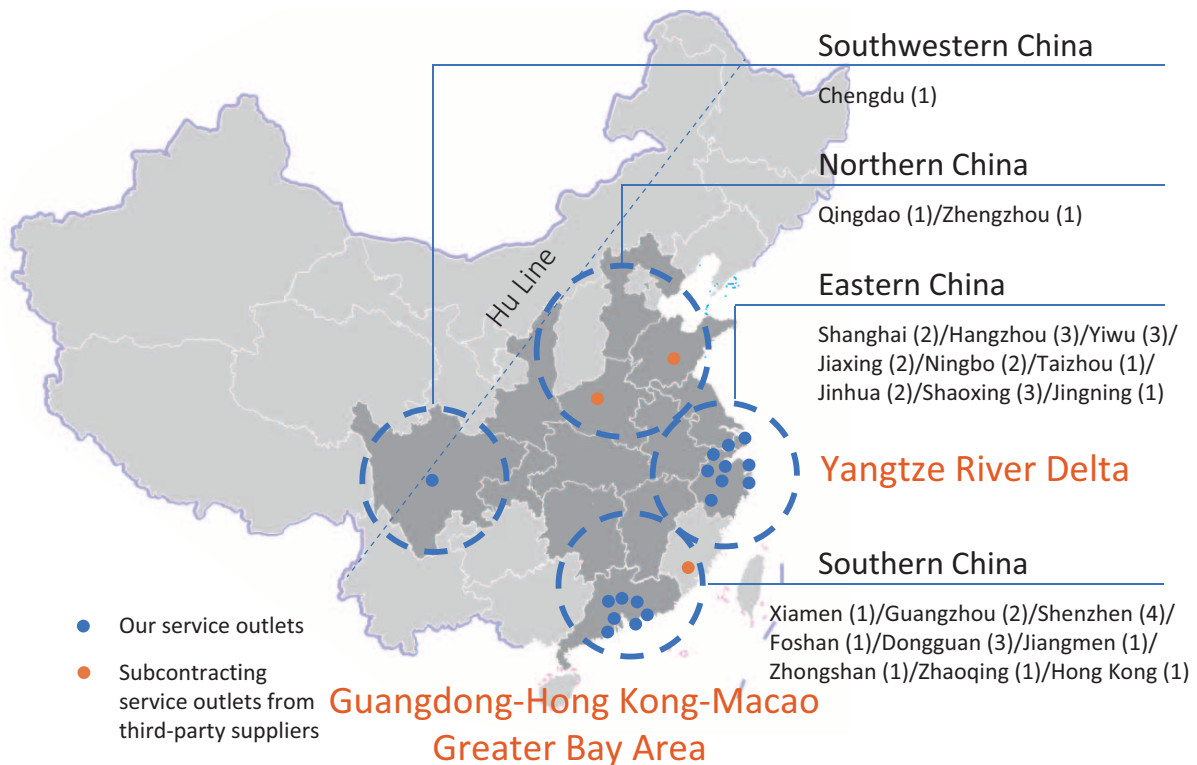 Southwestern China
Chengdu (1)
Northern China
Qingdao (1)/Zhengzhou (1)
Hu Line
Eastern China
Shanghai (2)/Hangzhou (3)/Yiwu (3)/
Jiaxing (2)/Ningbo (2)/Taizhou (1)/
Jinhua (2)/Shaoxing (3)/Jingning (1)
Yangtze River Delta
Southern China
Xiamen (1)/Guangzhou (2)/Shenzhen (4)/
Foshan (1)/Dongguan (3)/Jiangmen (1)/
Zhongshan (1)/Zhaoqing (1)/Hong Kong (1)
Our service outlets
Subcontracting
service outlets from
third-party suppliers
Guangdong-Hong Kong-Macao
Greater Bay Area